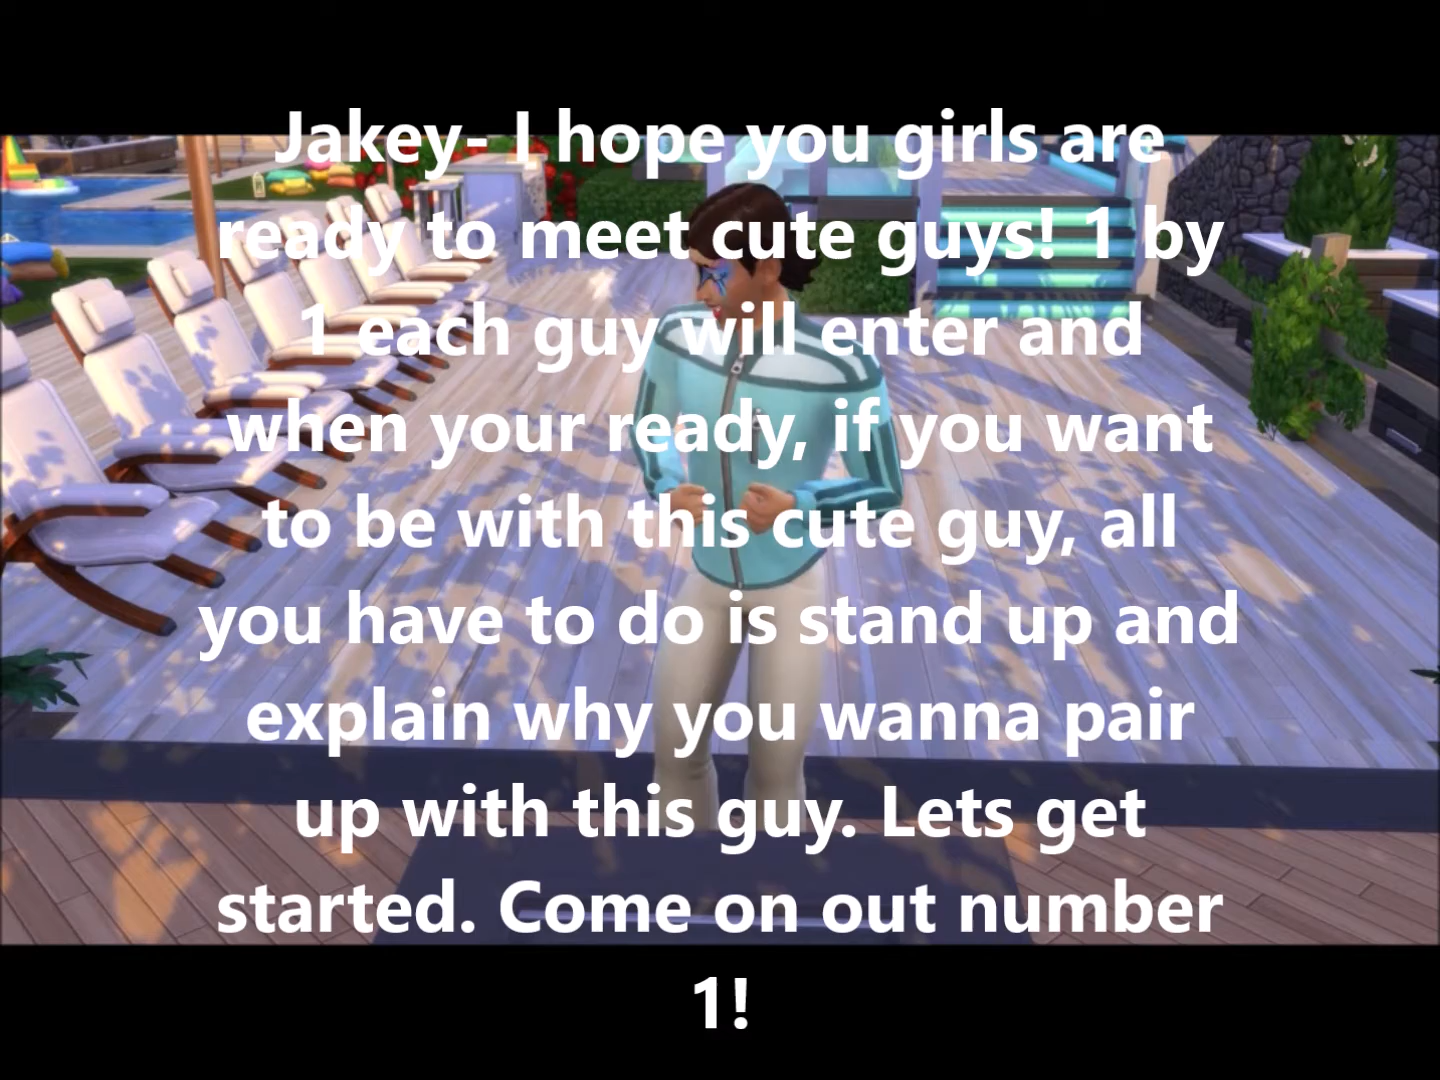 Jakey- I hope you girls are
ready to meet cute guys! 1 by
1 each guy will enter and
when your ready, if you want
to be with this cute guy, all
you have to do is stand up and
explain why you wanna pair
up with this guy. Lets get
started. Come on out number
1!